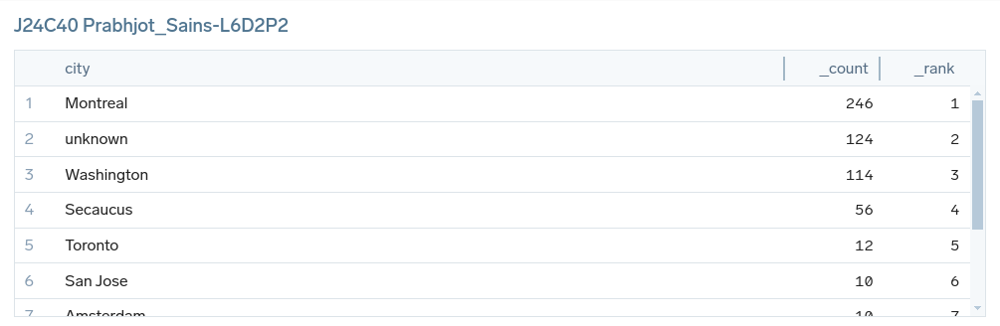 J24C40 Prabhjot_Sains-L6D2P2
city _count _rank
1 Montreal 246 1
2 unknown 124 2
3 Washington 114 3
4 Secaucus 56 4
5 Toronto 12 5
6 San Jose 10 6
7 Amsterdam 10 7